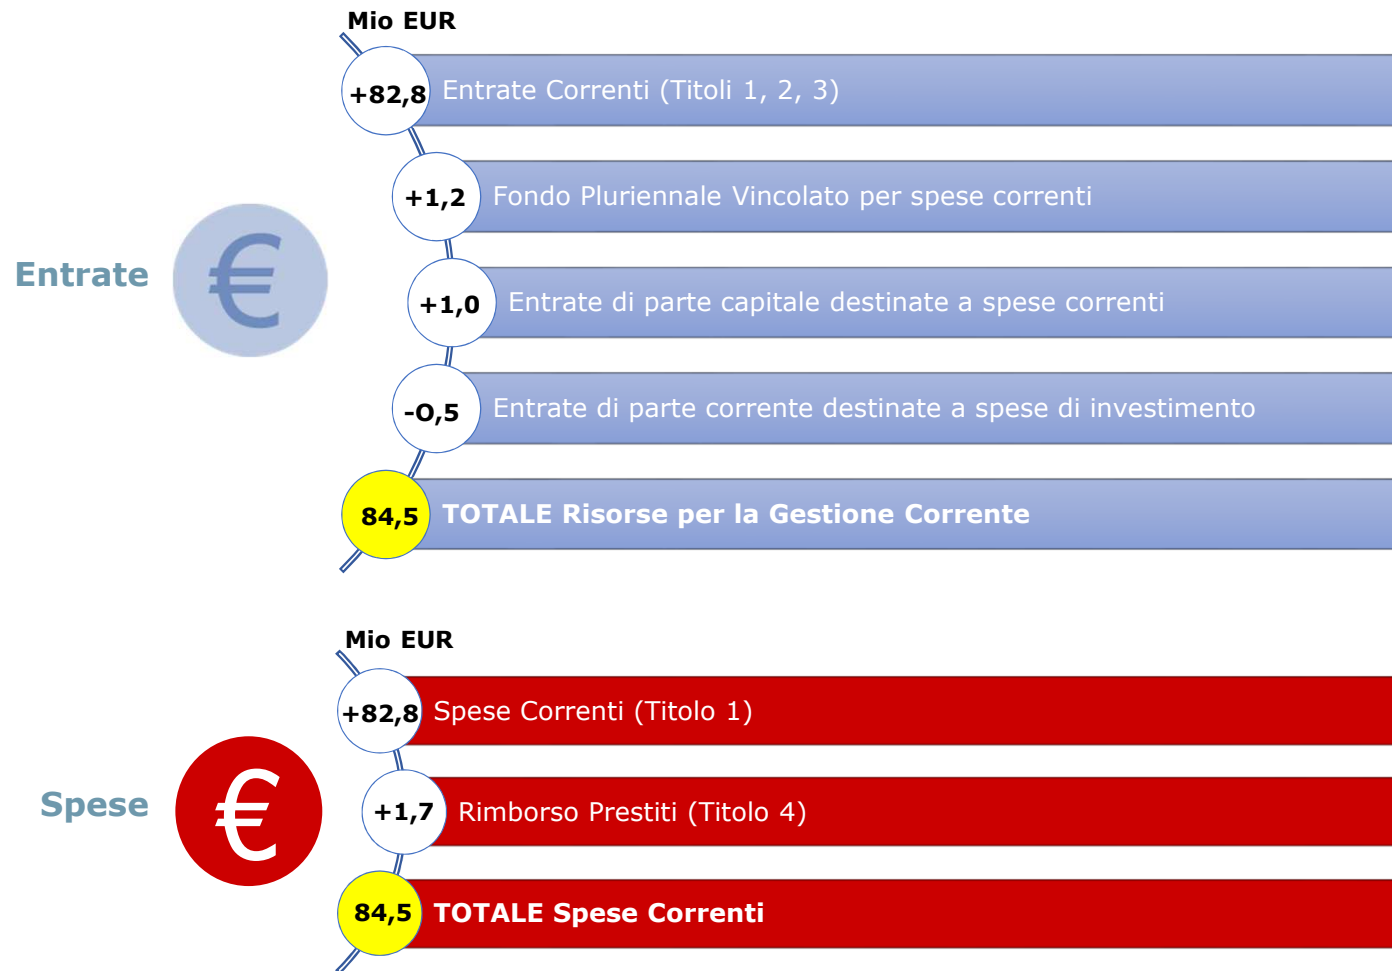 Mio EUR
+82,8 Entrate Correnti (Titoli 1, 2, 3)
+1,2 Fondo Pluriennale Vincolato per spese correnti
Entrate €
+1,0 Entrate di parte capitale destinate a spese correnti
-0,5 Entrate di parte corrente destinate a spese di investimento
84,5 TOTALE Risorse per la Gestione Corrente
Mio EUR
+82,8 Spese Correnti (Titolo 1)
Spese €
+1,7 Rimborso Prestiti (Titolo 4)
84,5 TOTALE Spese Correnti